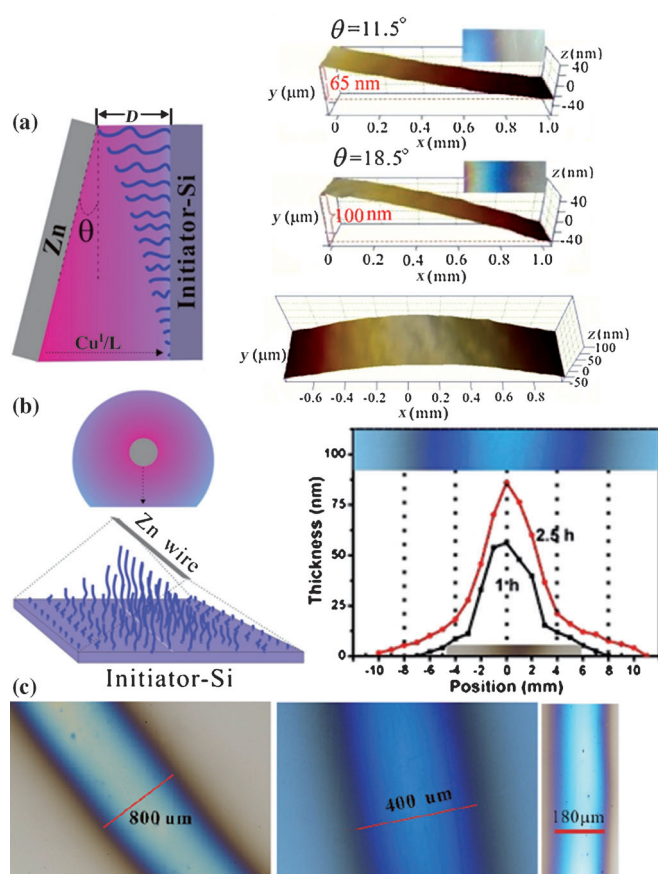 (a)
D
Zn
θ
Initiator-Si
Cu^I/L
θ=11.5°
z(nm)
40
0
-40
y (μm)
65 nm
0 0.2 0.4 0.6 0.8 1.0
x(mm)
θ=18.5°
z(nm)
40
0
-40
y (μm)
100 nm
0 0.2 0.4 0.6 0.8 1.0
x(mm)
y (μm)
z(nm)
100
50
0
-50
-0.6 -0.4 -0.2 0 0.2 0.4 0.6 0.8
x (mm)
(b)
Zn wire
Initiator-Si
Thickness (nm)
100
75
50
25
0
2.5 h
1 h
-10 -8 -6 -4 -2 0 2 4 6 8 10
Position (mm)
(c)
800 um
400 um
180μm